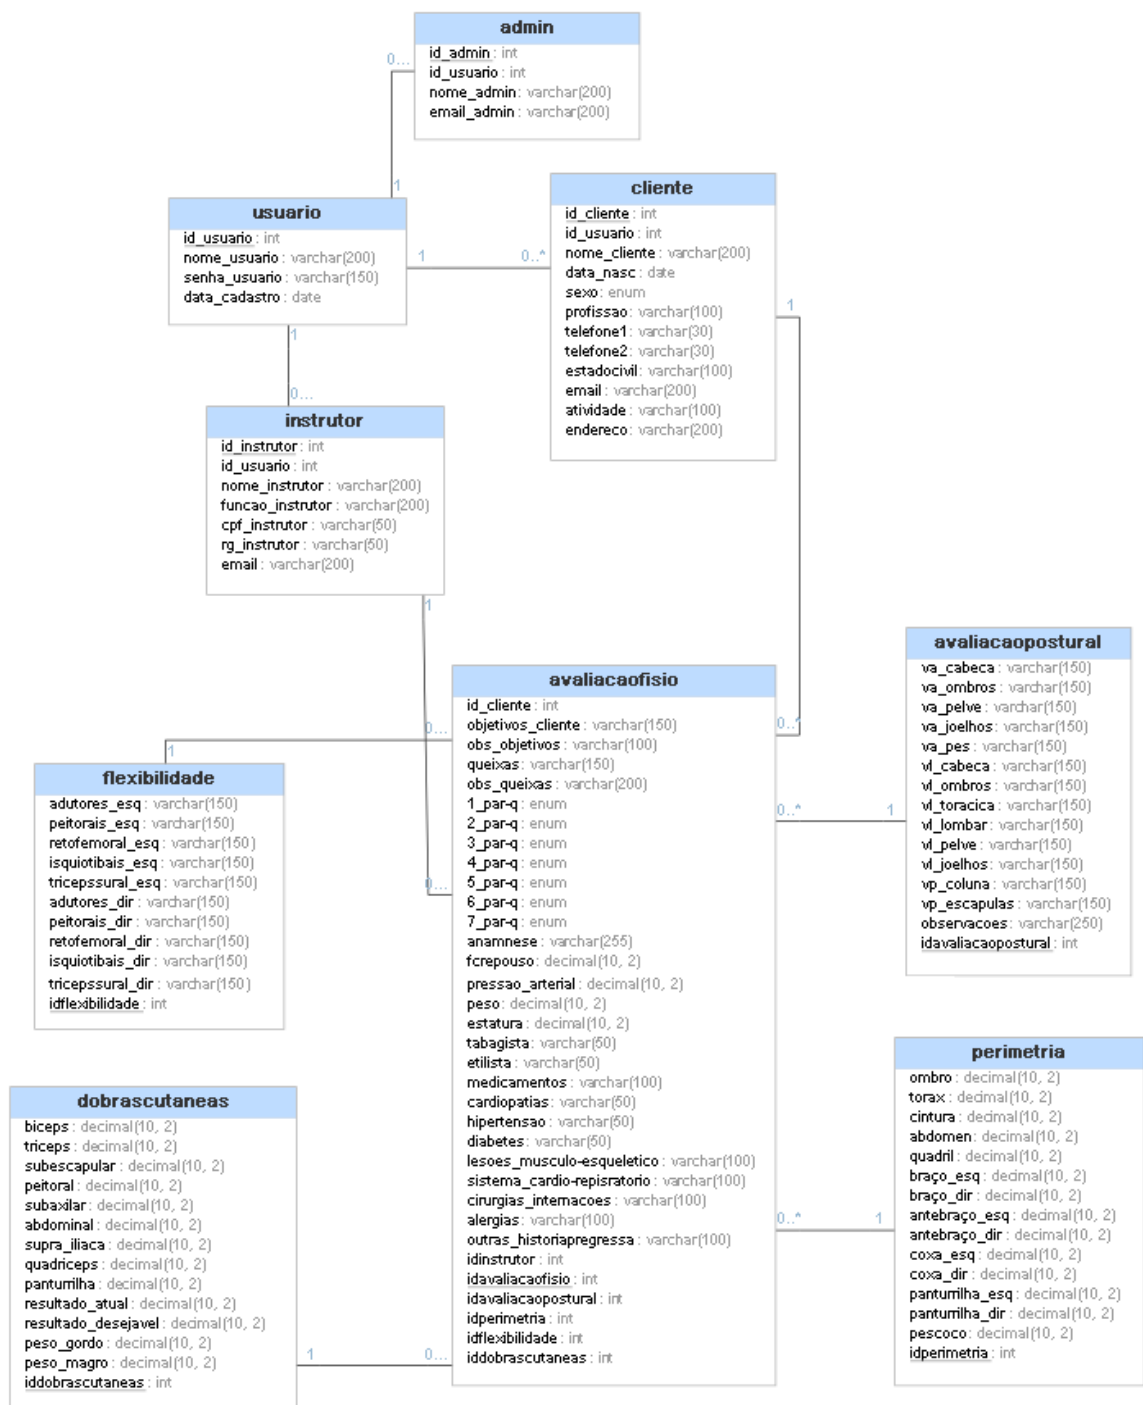 admin
id_admin : int
id_usuario : int
nome_admin : varchar(200)
email_admin : varchar(200)
0...
1
usuario
id_usuario : int
nome_usuario : varchar(200)
senha_usuario : varchar(150)
data_cadastro : date
1
0..*
cliente
id_cliente : int
id_usuario : int
nome_cliente : varchar(200)
data_nasc : date
sexo : enum
profissao : varchar(100)
telefone1 : varchar(30)
telefone2 : varchar(30)
estadocivil : varchar(100)
email : varchar(200)
atividade : varchar(100)
endereco : varchar(200)
1
1
0...
instrutor
id_instrutor : int
id_usuario : int
nome_instrutor : varchar(200)
funcao_instrutor : varchar(200)
cpf_instrutor : varchar(50)
rg_instrutor : varchar(50)
email : varchar(200)
1
avaliacaopostural
va_cabeca : varchar(150)
va_ombros : varchar(150)
va_pelve : varchar(150)
va_joelhos : varchar(150)
va_pes : varchar(150)
vl_cabeca : varchar(150)
vl_ombros : varchar(150)
vl_toracica : varchar(150)
vl_lombar : varchar(150)
vl_pelve : varchar(150)
vl_joelhos : varchar(150)
vp_coluna : varchar(150)
vp_escapulas : varchar(150)
observacoes : varchar(250)
idavaliacaopostural : int
avaliacaofisio
id_cliente : int
objetivos_cliente : varchar(150)
obs_objetivos : varchar(100)
queixas : varchar(150)
obs_queixas : varchar(200)
1_par-q : enum
2_par-q : enum
3_par-q : enum
4_par-q : enum
5_par-q : enum
6_par-q : enum
7_par-q : enum
anamnese : varchar(255)
fcrepouso : decimal(10, 2)
pressao_arterial : decimal(10, 2)
peso : decimal(10, 2)
estatura : decimal(10, 2)
tabagista : varchar(50)
etilista : varchar(50)
medicamentos : varchar(100)
cardiopatias : varchar(50)
hipertensao : varchar(50)
diabetes : varchar(50)
lesoes_musculo-esqueletico : varchar(100)
sistema_cardio-repisratorio : varchar(100)
cirurgias_internacoes : varchar(100)
alergias : varchar(100)
outras_historiapregressa : varchar(100)
idinstrutor : int
idavaliacaofisio : int
idavaliacaopostural : int
idperimetria : int
idflexibilidade : int
iddobrascutaneas : int
0...
0..*
1
0..*
1
0...
flexibilidade
adutores_esq : varchar(150)
peitorais_esq : varchar(150)
retofemoral_esq : varchar(150)
isquiotibais_esq : varchar(150)
tricepssural_esq : varchar(150)
adutores_dir : varchar(150)
peitorais_dir : varchar(150)
retofemoral_dir : varchar(150)
isquiotibais_dir : varchar(150)
tricepssural_dir : varchar(150)
idflexibilidade : int
perimetria
ombro : decimal(10, 2)
torax : decimal(10, 2)
cintura : decimal(10, 2)
abdomen : decimal(10, 2)
quadril : decimal(10, 2)
braço_esq : decimal(10, 2)
braço_dir : decimal(10, 2)
antebraço_esq : decimal(10, 2)
antebraço_dir : decimal(10, 2)
coxa_esq : decimal(10, 2)
coxa_dir : decimal(10, 2)
panturrilha_esq : decimal(10, 2)
panturrilha_dir : decimal(10, 2)
pescoco : decimal(10, 2)
idperimetria : int
0..*
1
dobrascutaneas
biceps : decimal(10, 2)
triceps : decimal(10, 2)
subescapular : decimal(10, 2)
peitoral : decimal(10, 2)
subaxilar : decimal(10, 2)
abdominal : decimal(10, 2)
supra_iliaca : decimal(10, 2)
quadriceps : decimal(10, 2)
panturrilha : decimal(10, 2)
resultado_atual : decimal(10, 2)
resultado_desejavel : decimal(10, 2)
peso_gordo : decimal(10, 2)
peso_magro : decimal(10, 2)
iddobrascutaneas : int
1
0...